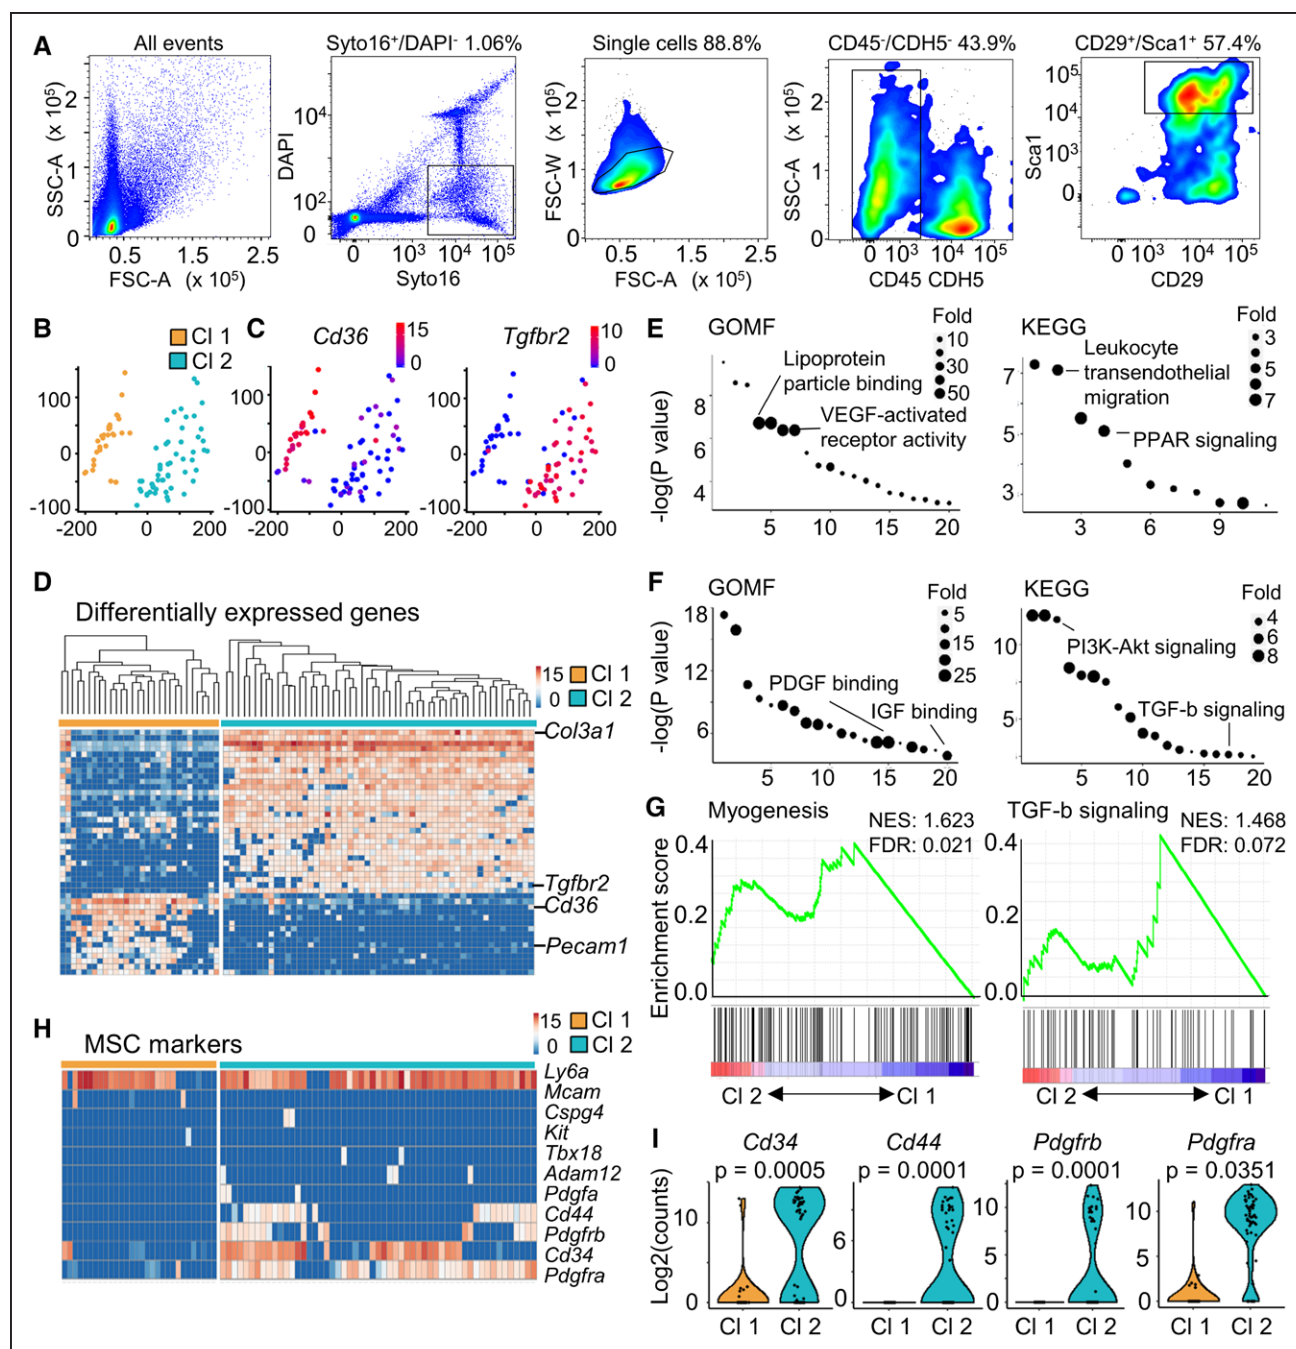 A
All events
SSC-A (x 10⁵)
2
1
0
0.5 1.5 2.5
FSC-A (x 10⁵)
Syto16⁺/DAPI⁻ 1.06%
DAPI
10⁴
10²
0
0 10³ 10⁴ 10⁵
Syto16
Single cells 88.8%
FSC-W (x 10⁵)
2
1
0
0.5 1.5 2.5
FSC-A (x 10⁵)
CD45⁻/CDH5⁻ 43.9%
SSC-A (x 10⁵)
2
1
0
0 10³ 10⁴ 10⁵
CD45 CDH5
CD29⁺/Sca1⁺ 57.4%
Sca1
10⁵
10⁴
10³
0
0 10³ 10⁴ 10⁵
CD29
B
Cl 1
Cl 2
100
0
-100
-200 0 200
C
Cd36
15
0
100
0
-100
-200 0 200
Tgfbr2
10
0
100
0
-100
-200 0 200
E
GOMF
Fold
10
30
50
Lipoprotein
particle binding
VEGF-activated
receptor activity
-log(P value)
8
6
4
5 10 15 20
KEGG
Fold
3
5
7
Leukocyte
transendothelial
migration
PPAR signaling
7
5
3
3 6 9
D
Differentially expressed genes
15
0
Cl 1
Cl 2
Col3a1
Tgfbr2
Cd36
Pecam1
F
GOMF
Fold
5
15
25
PDGF binding
IGF binding
-log(P value)
18
12
6
5 10 15 20
KEGG
Fold
4
6
8
PI3K-Akt signaling
TGF-b signaling
10
5
5 10 15 20
G
Myogenesis
NES: 1.623
FDR: 0.021
Enrichment score
0.4
0.2
0.0
Cl 2 Cl 1
TGF-b signaling
NES: 1.468
FDR: 0.072
0.4
0.2
0.0
Cl 2 Cl 1
H
MSC markers
15
0
Cl 1
Cl 2
Ly6a
Mcam
Cspg4
Kit
Tbx18
Adam12
Pdgfa
Cd44
Pdgfrb
Cd34
Pdgfra
I
Cd34
p = 0.0005
Log2(counts)
10
0
Cl 1 Cl 2
Cd44
p = 0.0001
6
0
Cl 1 Cl 2
Pdgfrb
p = 0.0001
10
5
0
Cl 1 Cl 2
Pdgfra
p = 0.0351
10
5
0
Cl 1 Cl 2